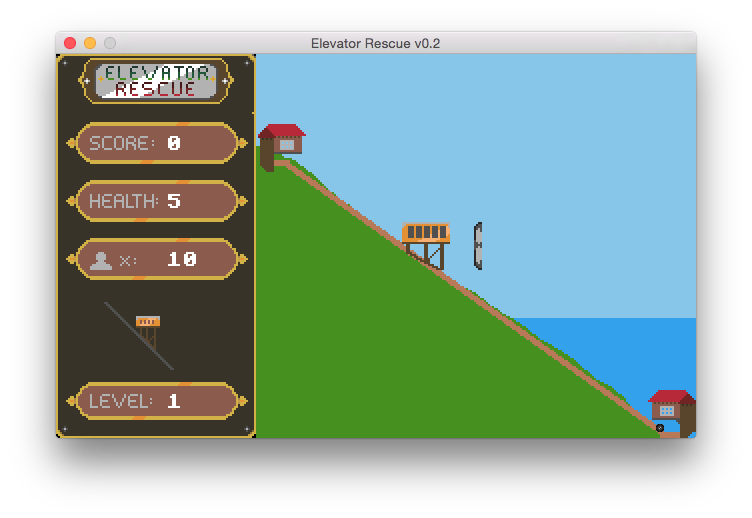 Elevator Rescue v0.2
ELEVATOR
RESCUE
SCORE: 0
HEALTH: 5
x: 10
LEVEL: 1